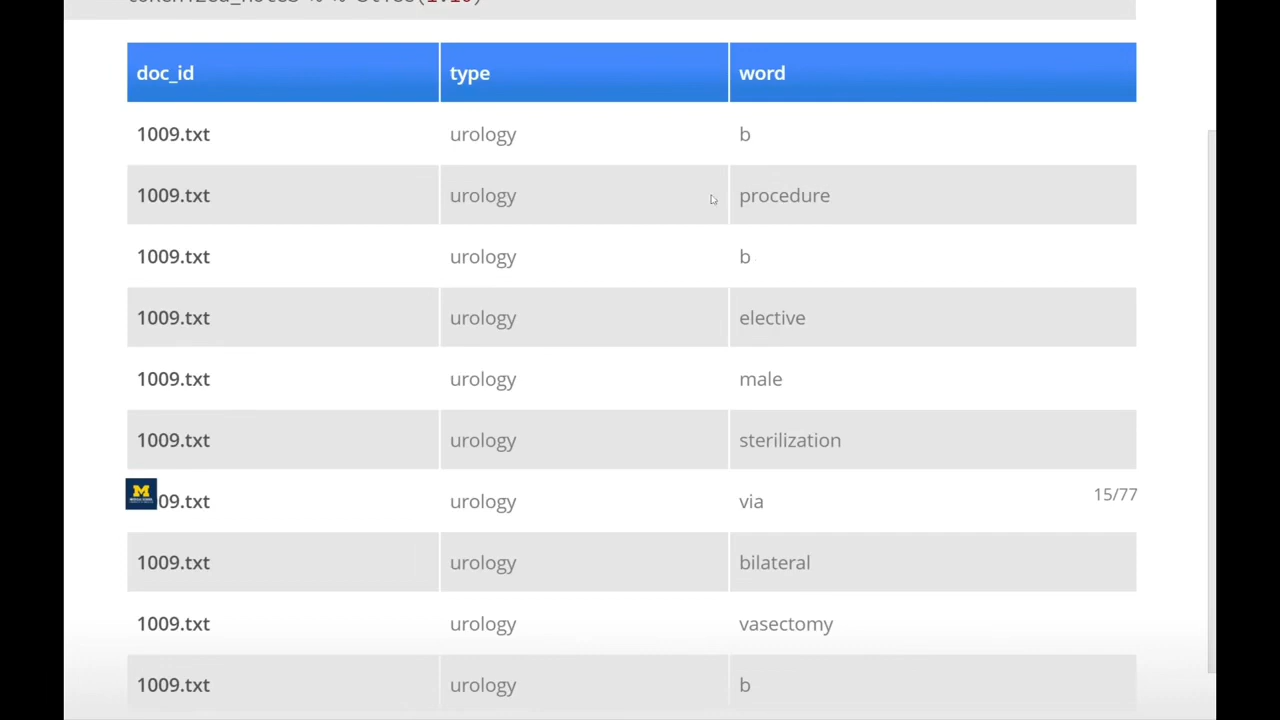 doc_id type word
1009.txt urology b
1009.txt urology procedure
1009.txt urology b
1009.txt urology elective
1009.txt urology male
1009.txt urology sterilization
09.txt urology via 15/77
1009.txt urology bilateral
1009.txt urology vasectomy
1009.txt urology b